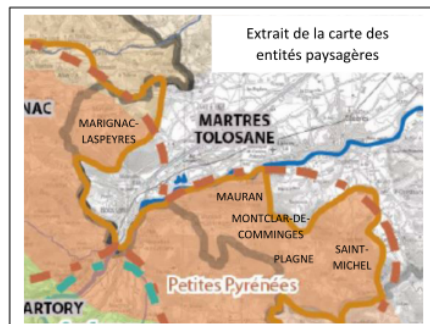 Extrait de la carte des
entités paysagères
NAC
MARIGNAC-
LASPEYRES
MARTRES
TOLOSANE
MAURAN
MONTCLAR-DE-
COMMINGES
PLAGNE
SAINT-
MICHEL
Petites Pyrénées
ARTORY